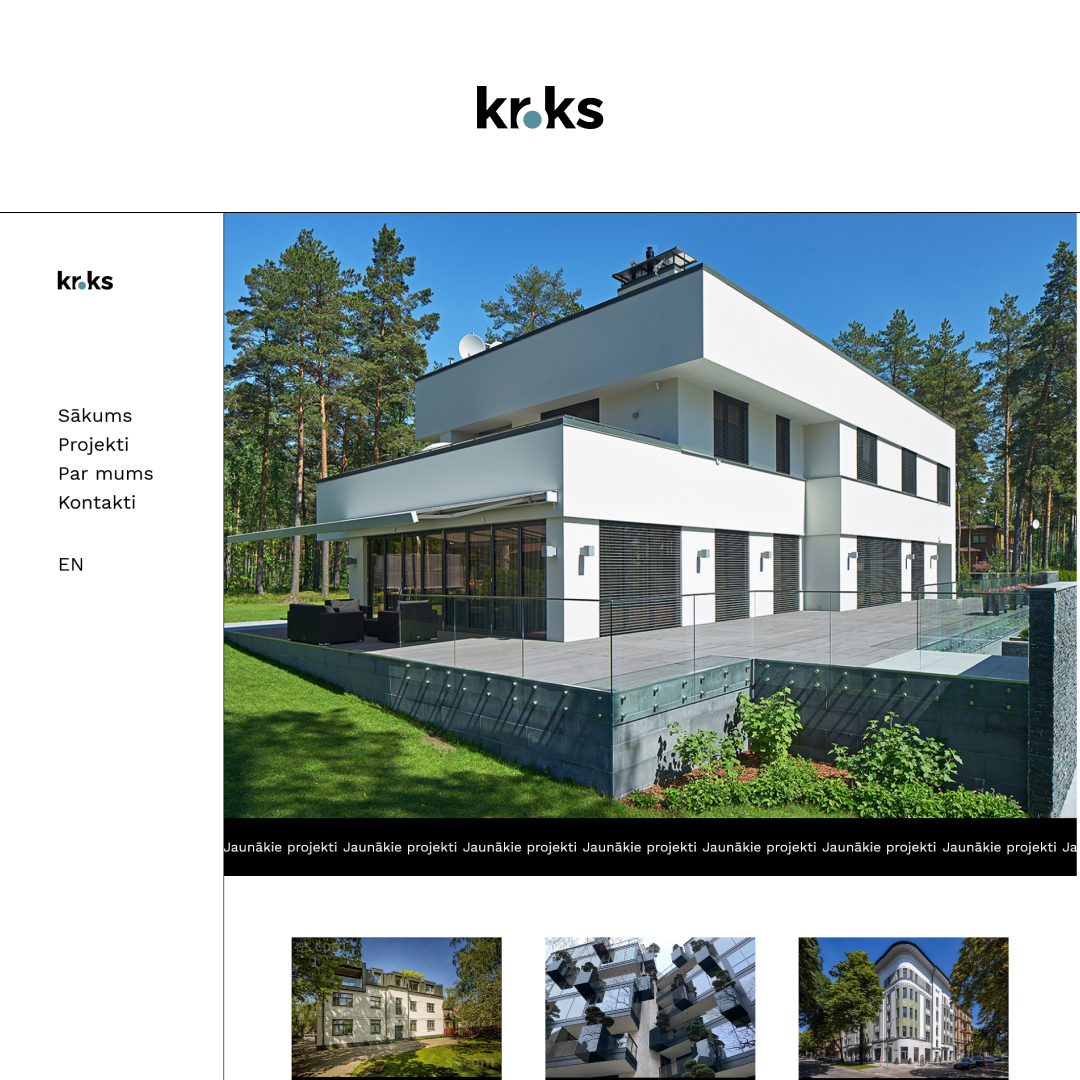 kr.ks
kr.ks
Sākums
Projekti
Par mums
Kontakti
EN
Jaunākie projekti Jaunākie projekti Jaunākie projekti Jaunākie projekti Jaunākie projekti Jaunākie projekti Jaunākie projekti Ja